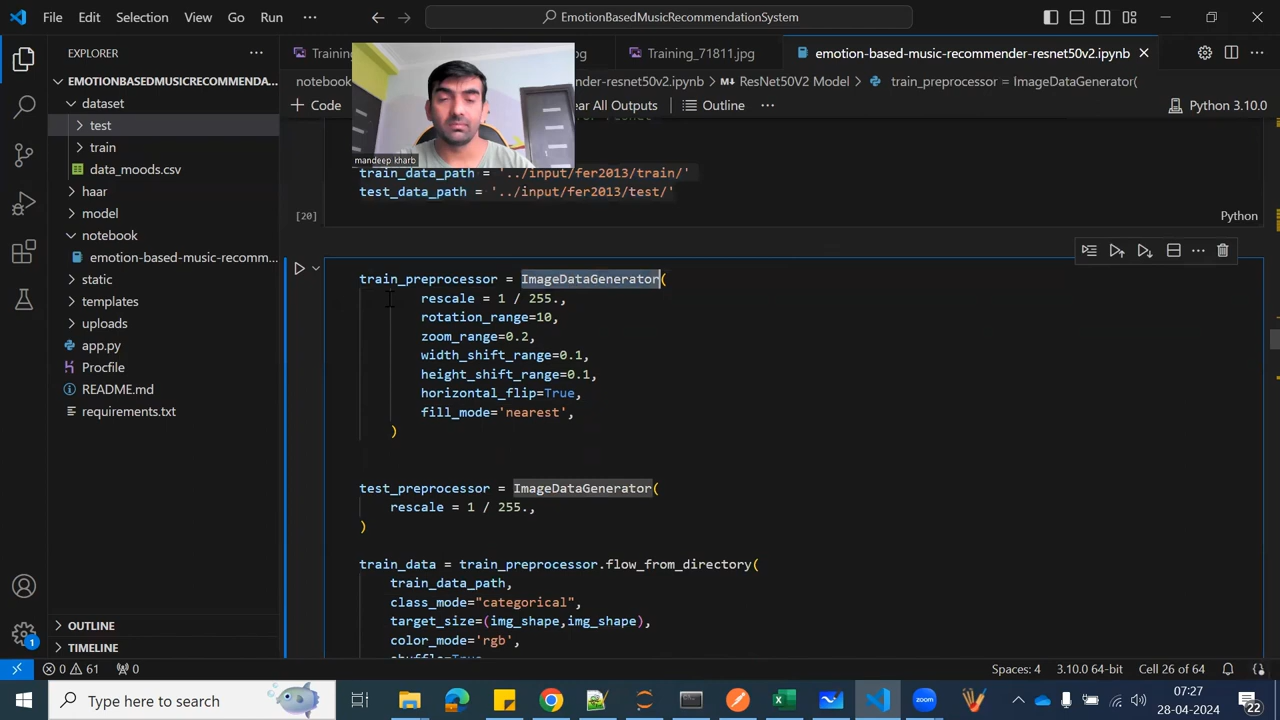 File Edit Selection View Go Run ··· EmotionBasedMusicRecommendationSystem
EXPLORER ···
EMOTIONBASEDMUSICRECOMMENDA...
dataset
test
train
data_moods.csv
haar
model
notebook
emotion-based-music-recomm...
static
templates
uploads
app.py
Procfile
README.md
requirements.txt
OUTLINE
TIMELINE
Training_71811.jpg emotion-based-music-recommender-resnet50v2.ipynb
ResNet50V2 Model > train_preprocessor = ImageDataGenerator(
+ Code Clear All Outputs Outline ··· Python 3.10.0
mandeep kharb
train_data_path = '../input/fer2013/train/'
test_data_path = '../input/fer2013/test/'
[20] Python
train_preprocessor = ImageDataGenerator(
rescale = 1 / 255.,
rotation_range=10,
zoom_range=0.2,
width_shift_range=0.1,
height_shift_range=0.1,
horizontal_flip=True,
fill_mode='nearest',
)
test_preprocessor = ImageDataGenerator(
rescale = 1 / 255.,
)
train_data = train_preprocessor.flow_from_directory(
train_data_path,
class_mode="categorical",
target_size=(img_shape,img_shape),
color_mode='rgb',
shuffle=True,
0 61 0 Spaces: 4 3.10.0 64-bit Cell 26 of 64
Type here to search zoom 07:27
28-04-2024 22